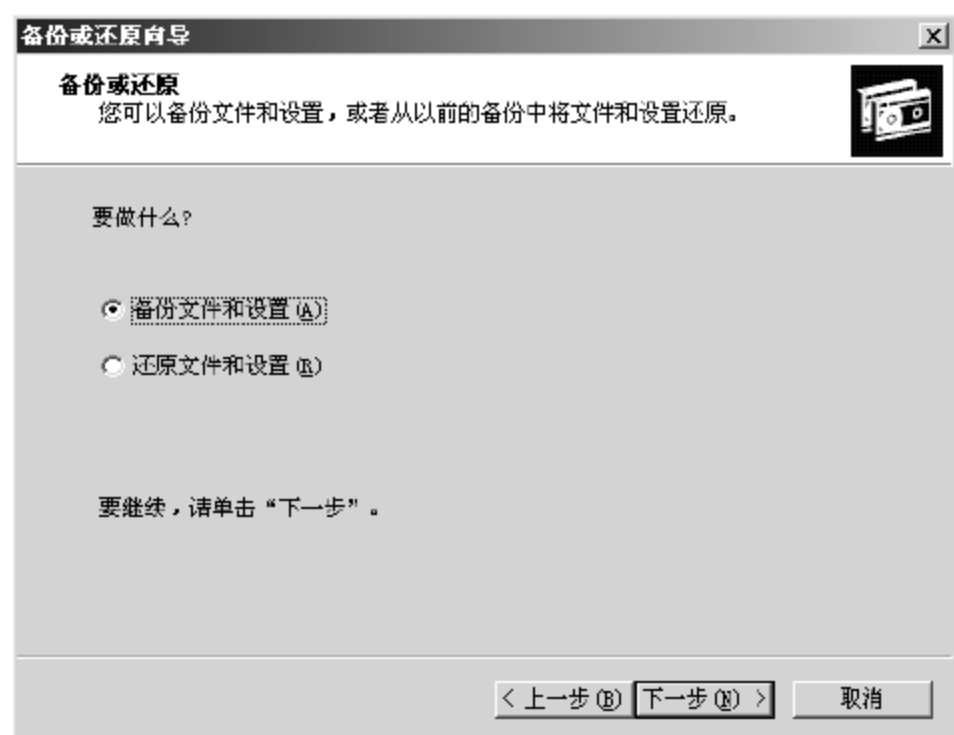 备份或还原向导
备份或还原
您可以备份文件和设置，或者从以前的备份中将文件和设置还原。
要做什么?
备份文件和设置(A)
还原文件和设置(R)
要继续，请单击“下一步”。
< 上一步(B) 下一步(N) > 取消